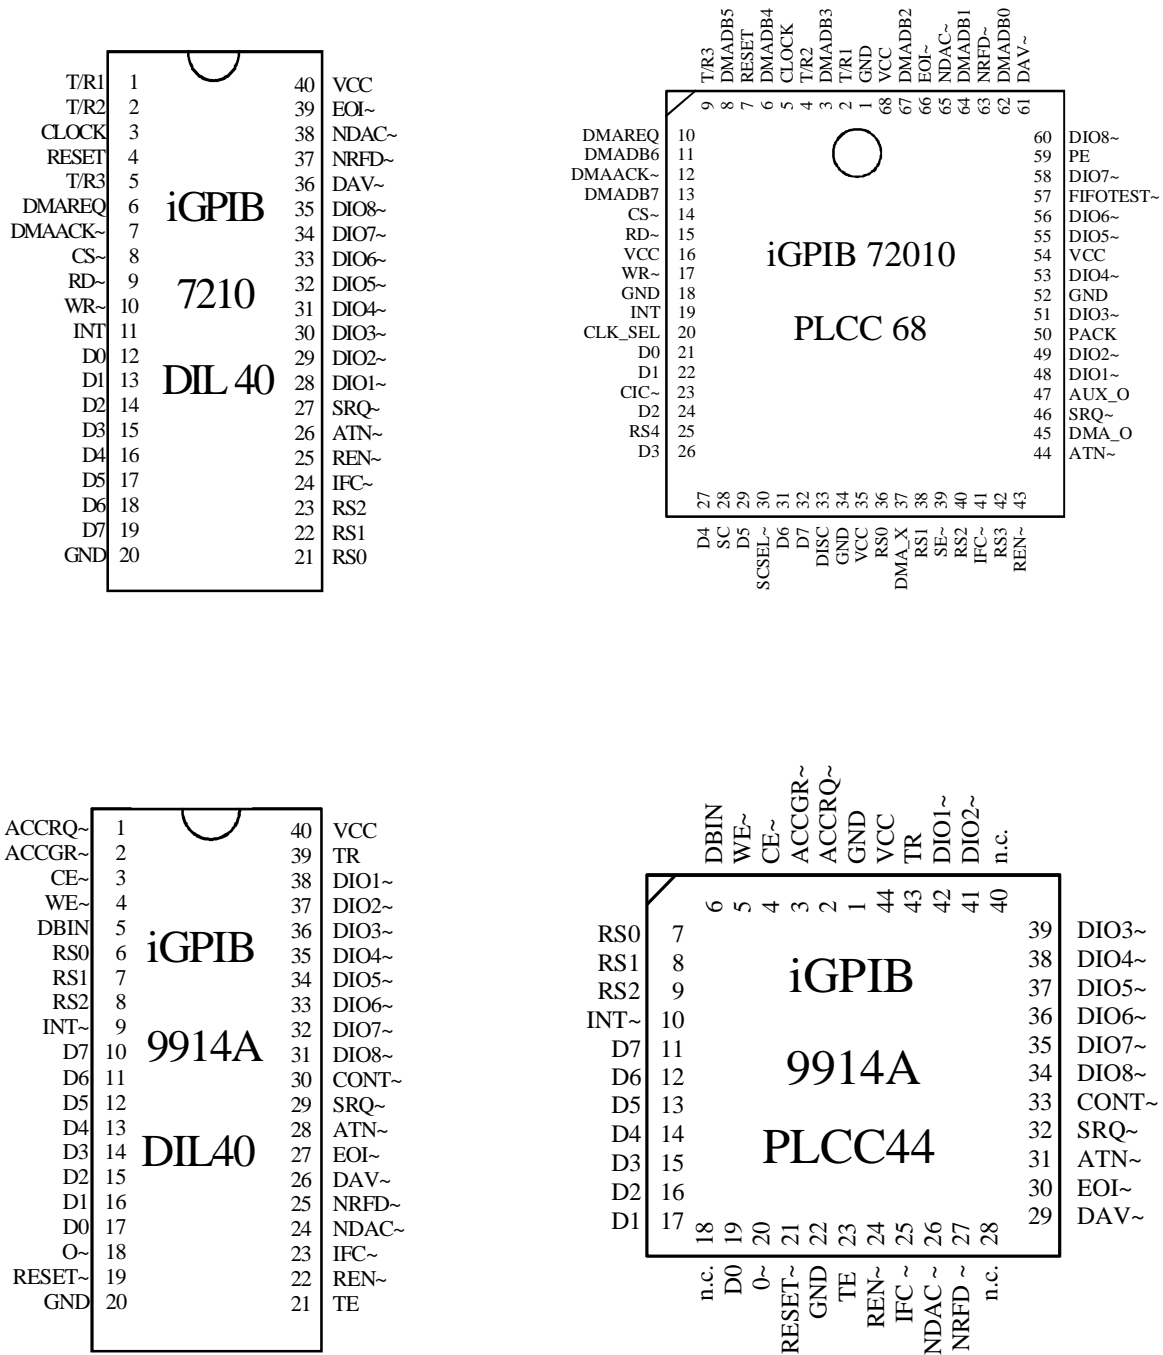 T/R1 1
T/R2 2
CLOCK 3
RESET 4
T/R3 5
DMAREQ 6
DMAACK~ 7
CS~ 8
RD~ 9
WR~ 10
INT 11
D0 12
D1 13
D2 14
D3 15
D4 16
D5 17
D6 18
D7 19
GND 20
iGPIB
7210
DIL 40
40 VCC
39 EOI~
38 NDAC~
37 NRFD~
36 DAV~
35 DIO8~
34 DIO7~
33 DIO6~
32 DIO5~
31 DIO4~
30 DIO3~
29 DIO2~
28 DIO1~
27 SRQ~
26 ATN~
25 REN~
24 IFC~
23 RS2
22 RS1
21 RS0
9 T/R3
8 DMADB5
7 RESET
6 DMADB4
5 CLOCK
4 T/R2
3 DMADB3
2 T/R1
1 GND
68 VCC
67 DMADB2
66 EOI~
65 NDAC~
64 DMADB1
63 NRFD~
62 DMADB0
61 DAV~
DMAREQ 10
DMADB6 11
DMAACK~ 12
DMADB7 13
CS~ 14
RD~ 15
VCC 16
WR~ 17
GND 18
INT 19
CLK_SEL 20
D0 21
D1 22
CIC~ 23
D2 24
RS4 25
D3 26
iGPIB 72010
PLCC 68
60 DIO8~
59 PE
58 DIO7~
57 FIFOTEST~
56 DIO6~
55 DIO5~
54 VCC
53 DIO4~
52 GND
51 DIO3~
50 PACK
49 DIO2~
48 DIO1~
47 AUX_O
46 SRQ~
45 DMA_O
44 ATN~
D4 27
SC 28
D5 29
SCSEL~ 30
D6 31
D7 32
DISC 33
GND 34
VCC 35
RS0 36
DMA_X 37
RS1 38
SE~ 39
RS2 40
IFC~ 41
RS3 42
REN~ 43
ACCRQ~ 1
ACCGR~ 2
CE~ 3
WE~ 4
DBIN 5
RS0 6
RS1 7
RS2 8
INT~ 9
D7 10
D6 11
D5 12
D4 13
D3 14
D2 15
D1 16
D0 17
O~ 18
RESET~ 19
GND 20
iGPIB
9914A
DIL40
40 VCC
39 TR
38 DIO1~
37 DIO2~
36 DIO3~
35 DIO4~
34 DIO5~
33 DIO6~
32 DIO7~
31 DIO8~
30 CONT~
29 SRQ~
28 ATN~
27 EOI~
26 DAV~
25 NRFD~
24 NDAC~
23 IFC~
22 REN~
21 TE
6 DBIN
5 WE~
4 CE~
3 ACCGR~
2 ACCRQ~
1 GND
44 VCC
43 TR
42 DIO1~
41 DIO2~
40 n.c.
RS0 7
RS1 8
RS2 9
INT~ 10
D7 11
D6 12
D5 13
D4 14
D3 15
D2 16
D1 17
iGPIB
9914A
PLCC44
39 DIO3~
38 DIO4~
37 DIO5~
36 DIO6~
35 DIO7~
34 DIO8~
33 CONT~
32 SRQ~
31 ATN~
30 EOI~
29 DAV~
n.c. 18
D0 19
0~ 20
RESET~ 21
GND 22
TE 23
REN~ 24
IFC ~ 25
NDAC ~ 26
NRFD ~ 27
n.c. 28